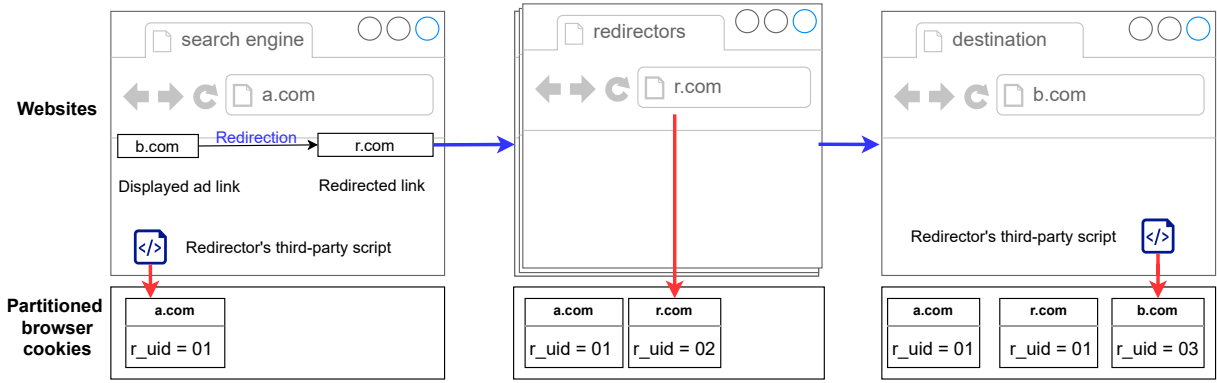 search engine
redirectors
destination
a.com
r.com
b.com
Websites
b.com
Redirection
r.com
Displayed ad link
Redirected link
Redirector's third-party script
</>
Redirector's third-party script
</>
Partitioned
browser
cookies
a.com
r_uid = 01
a.com
r.com
r_uid = 01
r_uid = 02
a.com
r.com
b.com
r_uid = 01
r_uid = 01
r_uid = 03